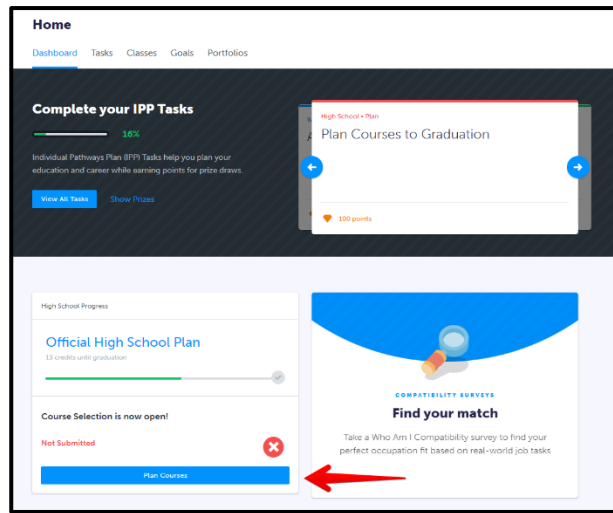 Home
Dashboard Tasks Classes Goals Portfolios
Complete your IPP Tasks
16%
Individual Pathways Plan (IPP) Tasks help you plan your
education and career while earning points for prize draws.
View All Tasks Show Prizes
High School • Plan
Plan Courses to Graduation
100 points
High School Progress
Official High School Plan
13 credits until graduation
Course Selection is now open!
Not Submitted
Plan Courses
COMPATIBILITY SURVEYS
Find your match
Take a Who Am I Compatibility survey to find your
perfect occupation fit based on real-world job tasks